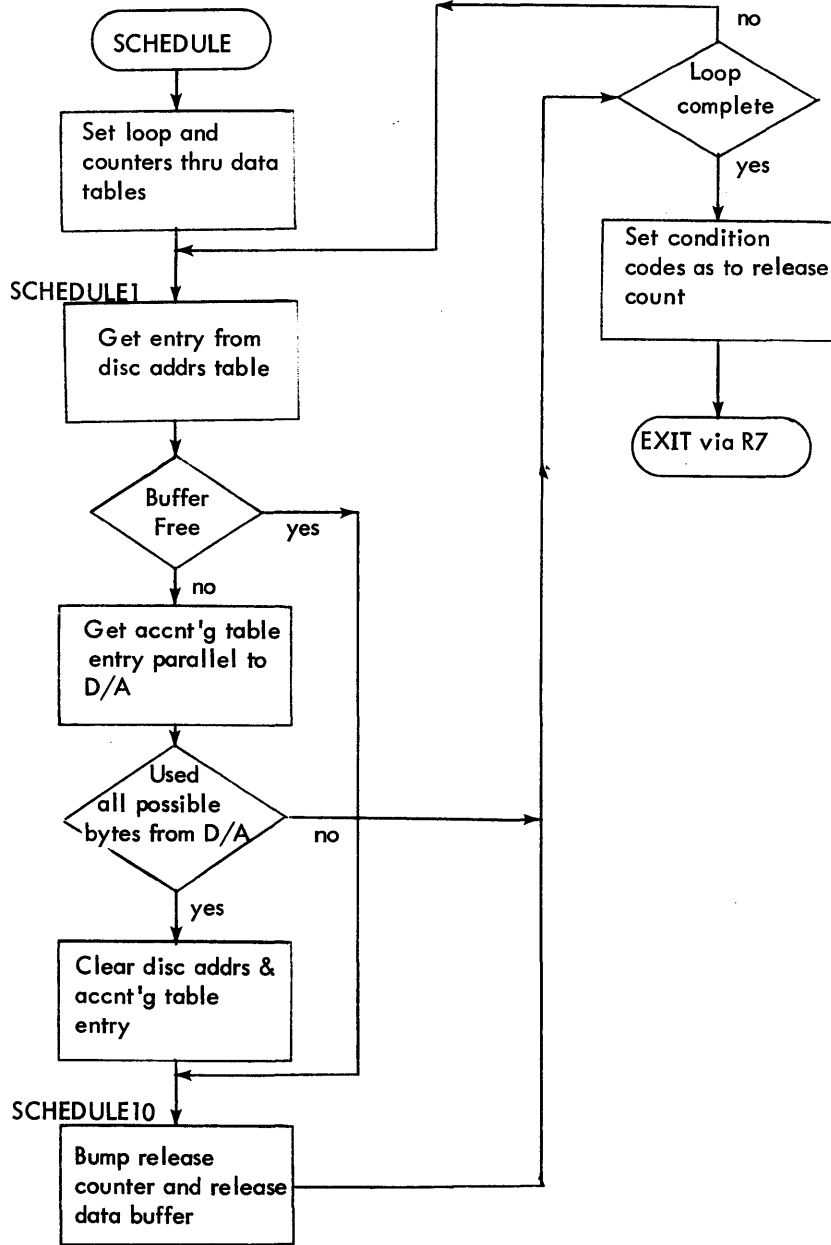 SCHEDULE
Set loop and
counters thru data
tables
SCHEDULE1
Get entry from
disc addrs table
Buffer
Free
yes
no
Get accnt'g table
entry parallel to
D/A
Used
all possible
bytes from D/A
no
yes
Clear disc addrs &
accnt'g table
entry
SCHEDULE10
Bump release
counter and release
data buffer
no
Loop
complete
yes
Set condition
codes as to release
count
EXIT via R7